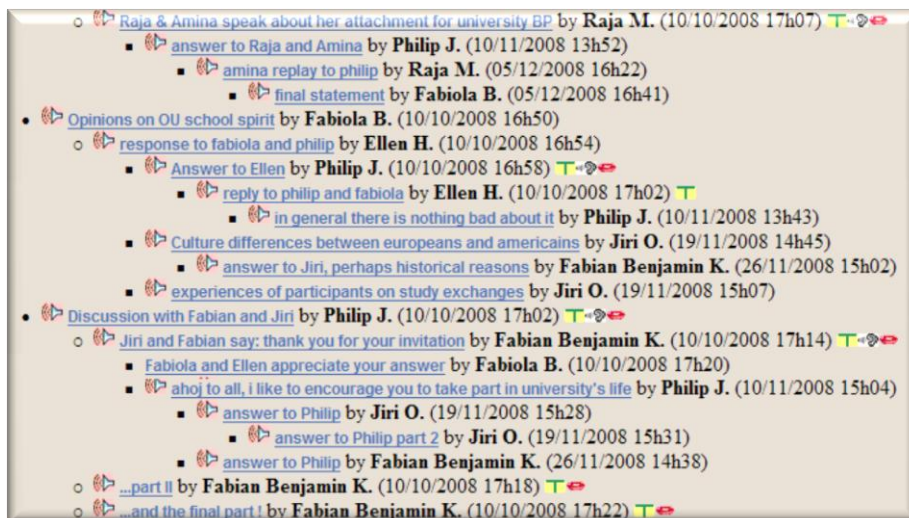 Raja & Amina speak about her attachment for university BP by Raja M. (10/10/2008 17h07)
answer to Raja and Amina by Philip J. (10/11/2008 13h52)
amina replay to philip by Raja M. (05/12/2008 16h22)
final statement by Fabiola B. (05/12/2008 16h41)
Opinions on OU school spirit by Fabiola B. (10/10/2008 16h50)
response to fabiola and philip by Ellen H. (10/10/2008 16h54)
Answer to Ellen by Philip J. (10/10/2008 16h58) T
reply to philip and fabiola by Ellen H. (10/10/2008 17h02) T
in general there is nothing bad about it by Philip J. (10/11/2008 13h43)
Culture differences between europeans and americains by Jiri O. (19/11/2008 14h45)
answer to Jiri, perhaps historical reasons by Fabian Benjamin K. (26/11/2008 15h02)
experiences of participants on study exchanges by Jiri O. (19/11/2008 15h07)
Discussion with Fabian and Jiri by Philip J. (10/10/2008 17h02) T
Jiri and Fabian say: thank you for your invitation by Fabian Benjamin K. (10/10/2008 17h14) T
Fabiola and Ellen appreciate your answer by Fabiola B. (10/10/2008 17h20)
ahoj to all, i like to encourage you to take part in university's life by Philip J. (10/11/2008 15h04)
answer to Philip by Jiri O. (19/11/2008 15h28)
answer to Philip part 2 by Jiri O. (19/11/2008 15h31)
answer to Philip by Fabian Benjamin K. (26/11/2008 14h38)
...part II by Fabian Benjamin K. (10/10/2008 17h18) T
...and the final part ! by Fabian Benjamin K. (10/10/2008 17h22) T